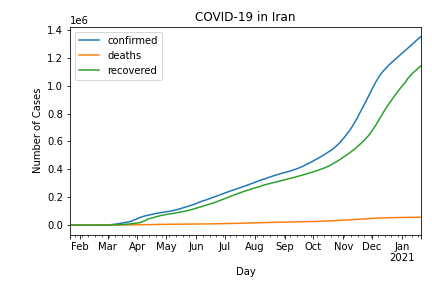 COVID-19 in Iran
1e6
1.4
1.2
1.0
0.8
0.6
0.4
0.2
0.0
Number of Cases
confirmed
deaths
recovered
Feb Mar Apr May Jun Jul Aug Sep Oct Nov Dec Jan
2021
Day